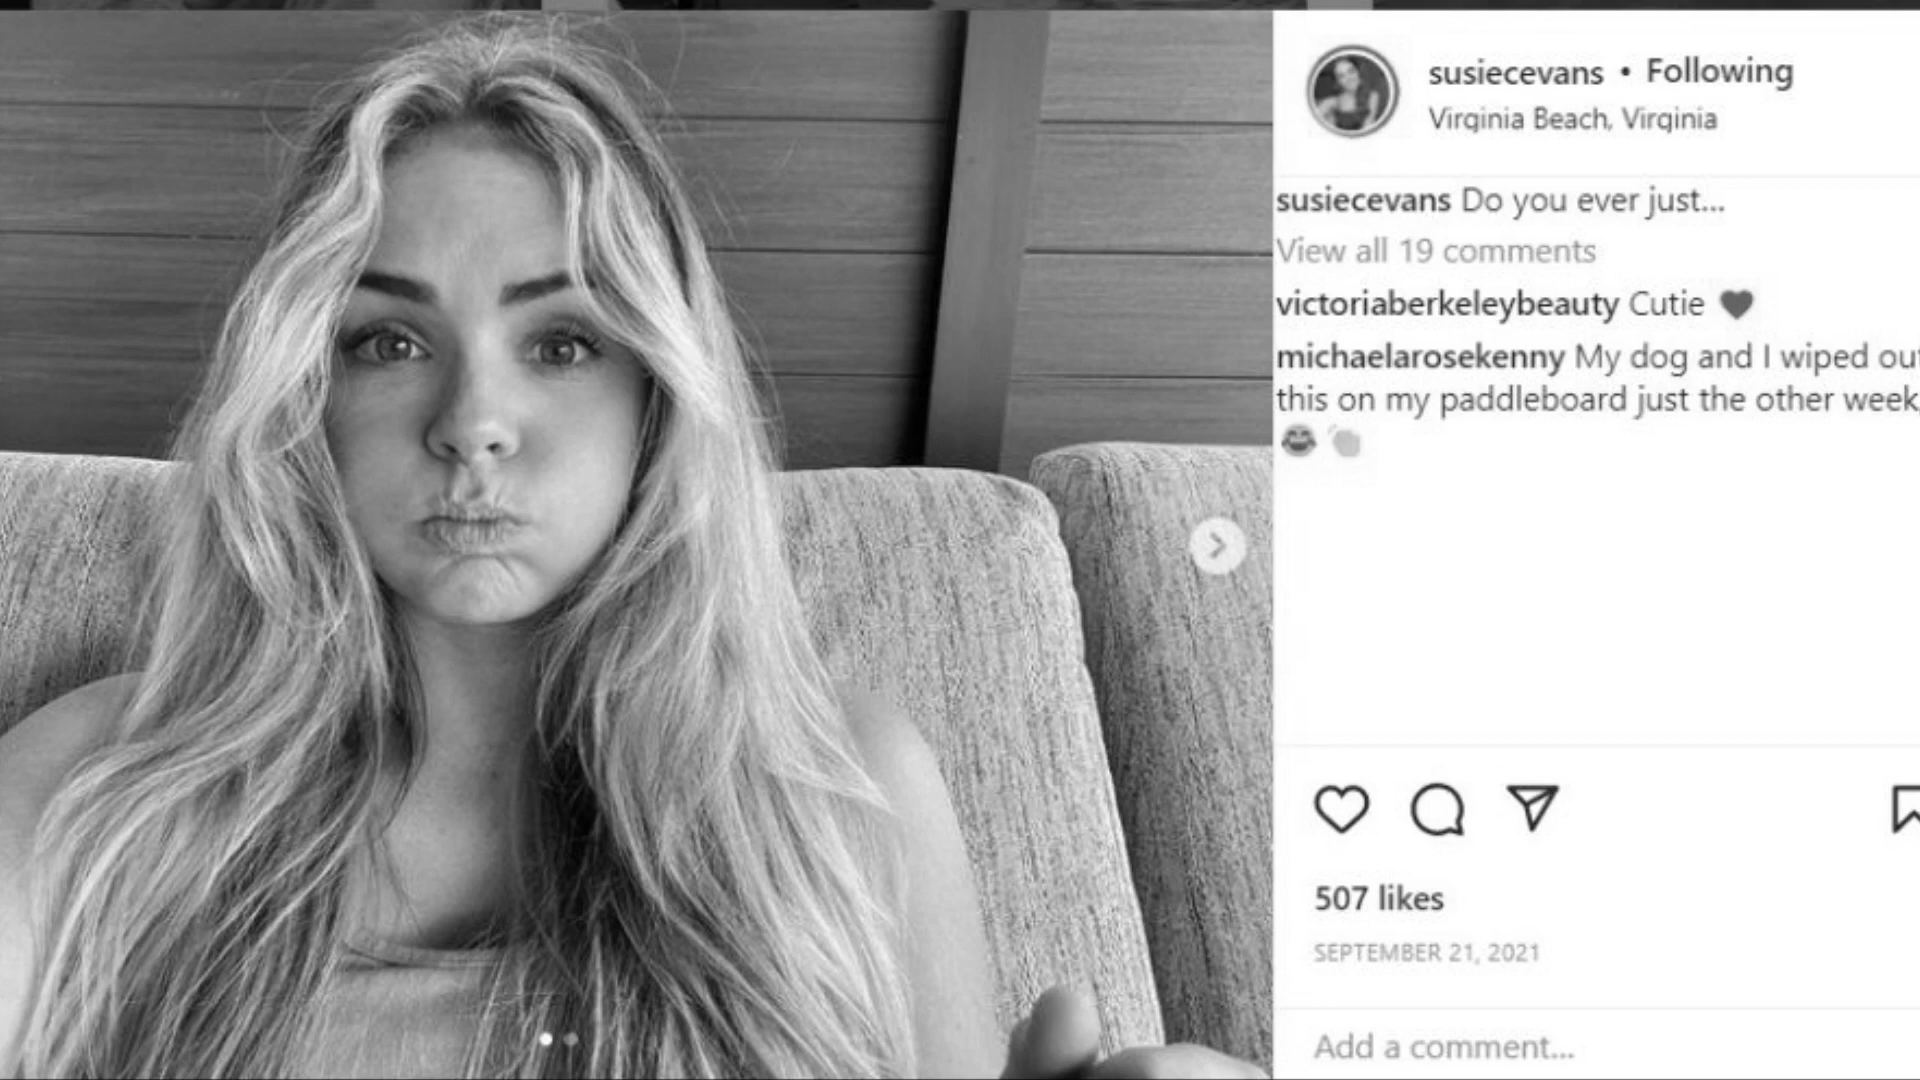 susiecevans • Following
Virginia Beach, Virginia
susiecevans Do you ever just...
View all 19 comments
victoriaberkeleybeauty Cutie
michaelarosekenny My dog and I wiped out
this on my paddleboard just the other week
507 likes
SEPTEMBER 21, 2021
Add a comment...